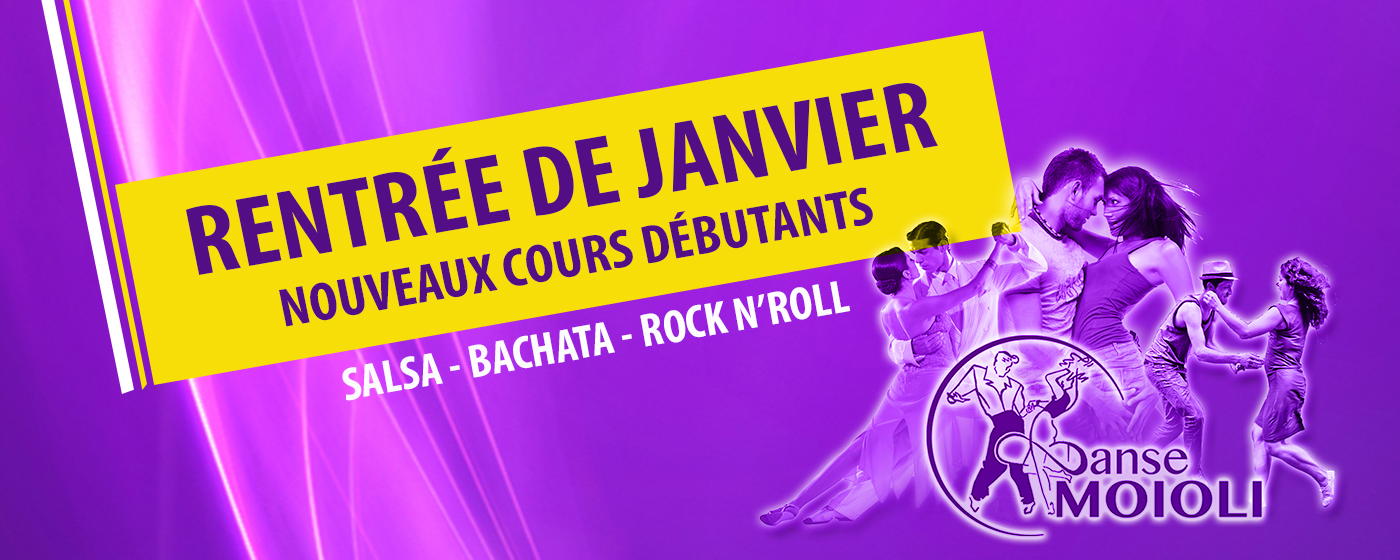 RENTRÉE DE JANVIER
NOUVEAUX COURS DÉBUTANTS
SALSA - BACHATA - ROCK N’ROLL
Danse
MOIOLI